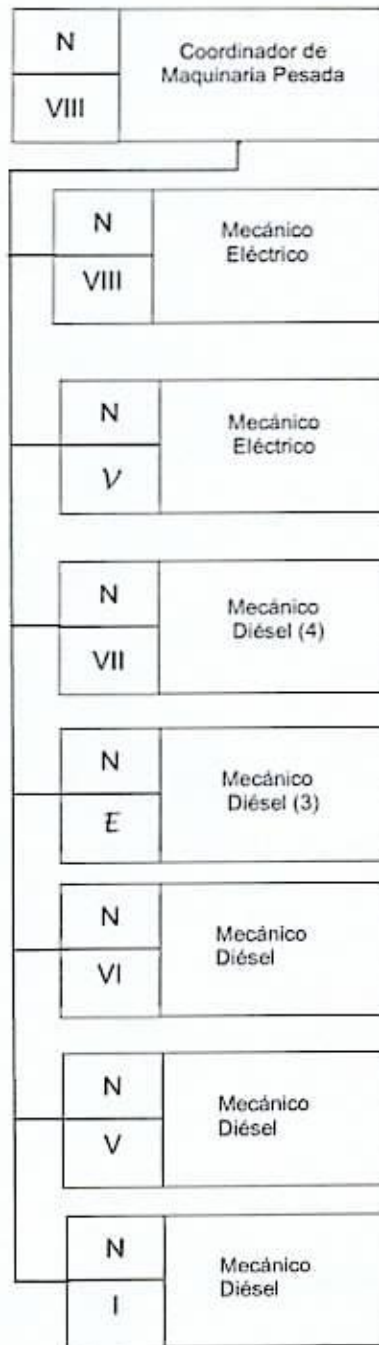 N
VIII
Coordinador de
Maquinaria Pesada
N
VIII
Mecánico
Eléctrico
N
V
Mecánico
Eléctrico
N
VII
Mecánico
Diésel (4)
N
E
Mecánico
Diésel (3)
N
VI
Mecánico
Diésel
N
V
Mecánico
Diésel
N
I
Mecánico
Diésel